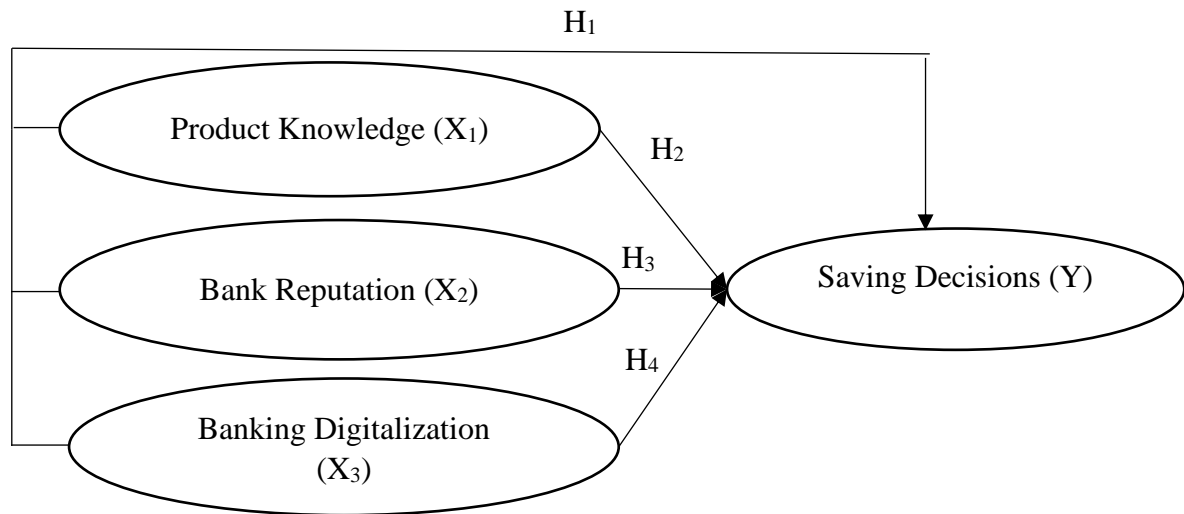 H₁
Product Knowledge (X₁)
H₂
Bank Reputation (X₂)
H₃
Saving Decisions (Y)
H₄
Banking Digitalization
(X₃)